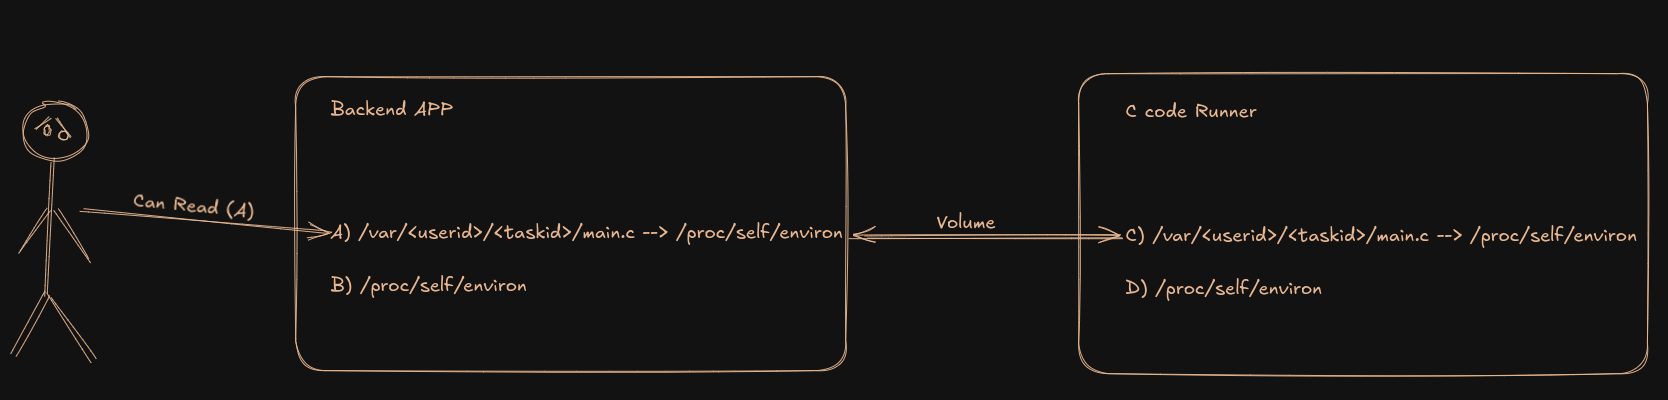 Backend APP
C code Runner
Can Read (A)
Volume
A) /var/<userid>/<taskid>/main.c --> /proc/self/environ
C) /var/<userid>/<taskid>/main.c --> /proc/self/environ
B) /proc/self/environ
D) /proc/self/environ